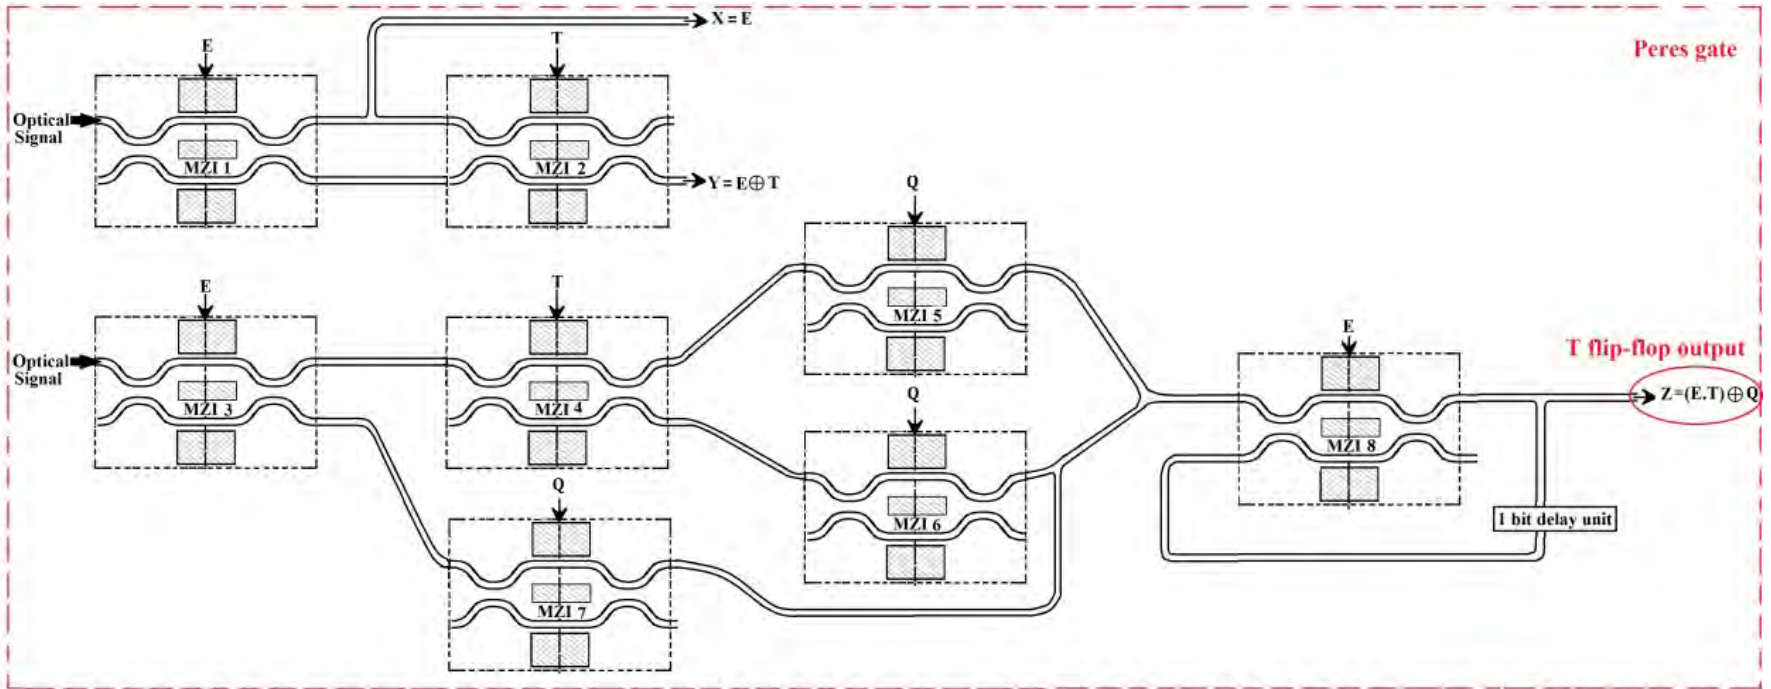 X = E
Peres gate
E
T
Optical
Signal
MZI 1
MZI 2
Y = E⊕T
Q
E
T
MZI 5
E
T flip-flop output
Optical
Signal
MZI 3
MZI 4
Q
Z=(E.T)⊕Q
MZI 8
Q
MZI 6
1 bit delay unit
MZI 7